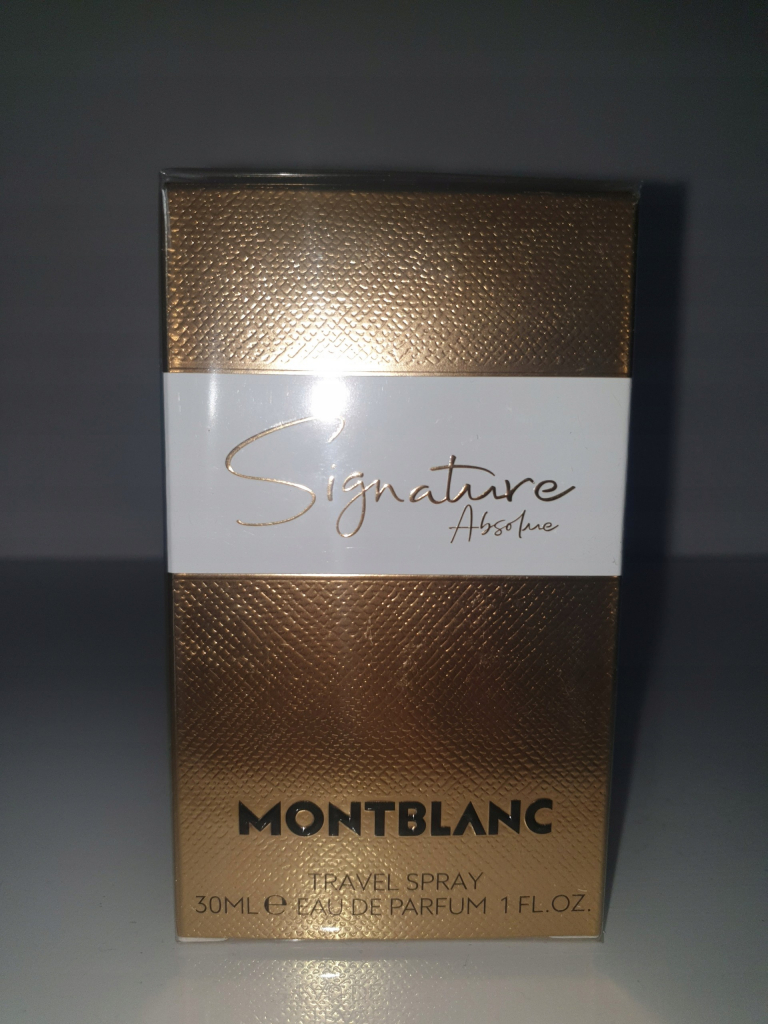 Signature
Absolue
MONTBLANC
TRAVEL SPRAY
30ML ℮ EAU DE PARFUM 1 FL.OZ.